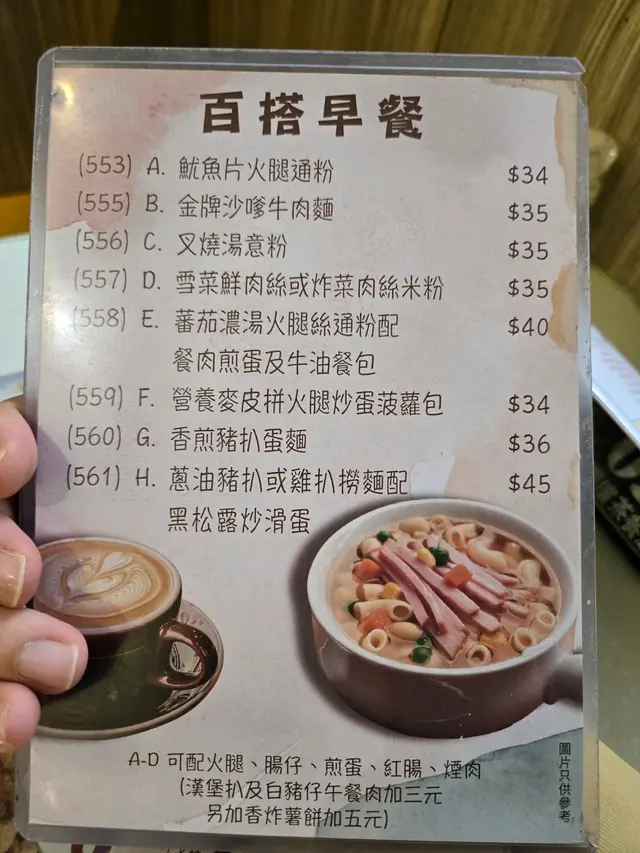 百搭早餐
(553) A. 魷魚片火腿通粉 $34
(555) B. 金牌沙嗲牛肉麵 $35
(556) C. 叉燒湯意粉 $35
(557) D. 雪菜鮮肉絲或炸菜肉絲米粉 $35
(558) E. 蕃茄濃湯火腿絲通粉配 $40
餐肉煎蛋及牛油餐包
(559) F. 營養麥皮拼火腿炒蛋菠蘿包 $34
(560) G. 香煎豬扒蛋麵 $36
(561) H. 蔥油豬扒或雞扒撈麵配 $45
黑松露炒滑蛋
A-D 可配火腿、腸仔、煎蛋、紅腸、煙肉
(漢堡扒及白豬仔午餐肉加三元
另加香炸薯餅加五元)
圖片只供參考